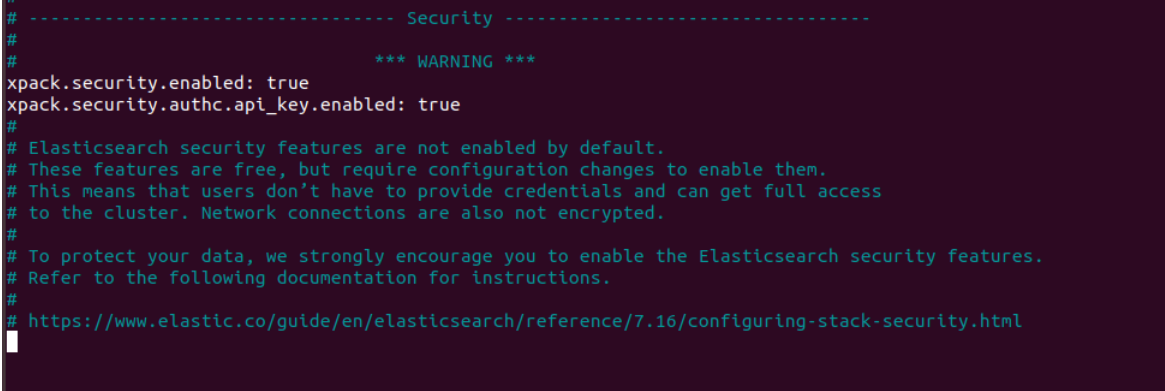 #
# ---------------------------------- Security ----------------------------------
#
#                                 *** WARNING ***
xpack.security.enabled: true
xpack.security.authc.api_key.enabled: true
#
# Elasticsearch security features are not enabled by default.
# These features are free, but require configuration changes to enable them.
# This means that users don’t have to provide credentials and can get full access
# to the cluster. Network connections are also not encrypted.
#
# To protect your data, we strongly encourage you to enable the Elasticsearch security features.
# Refer to the following documentation for instructions.
#
# https://www.elastic.co/guide/en/elasticsearch/reference/7.16/configuring-stack-security.html